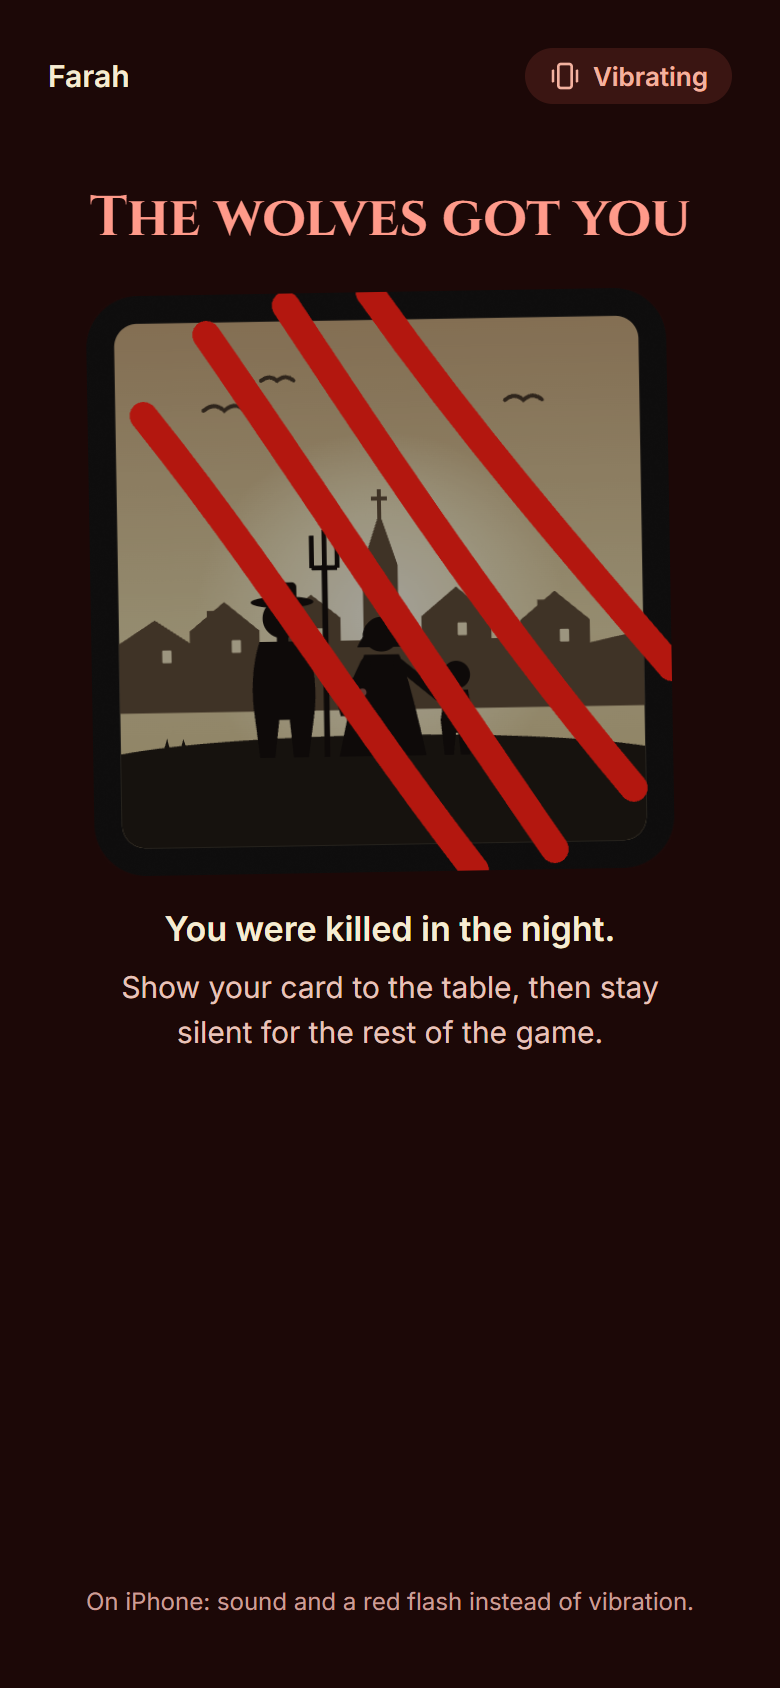 Farah
Vibrating
The wolves got you
You were killed in the night.
Show your card to the table, then stay
silent for the rest of the game.
On iPhone: sound and a red flash instead of vibration.